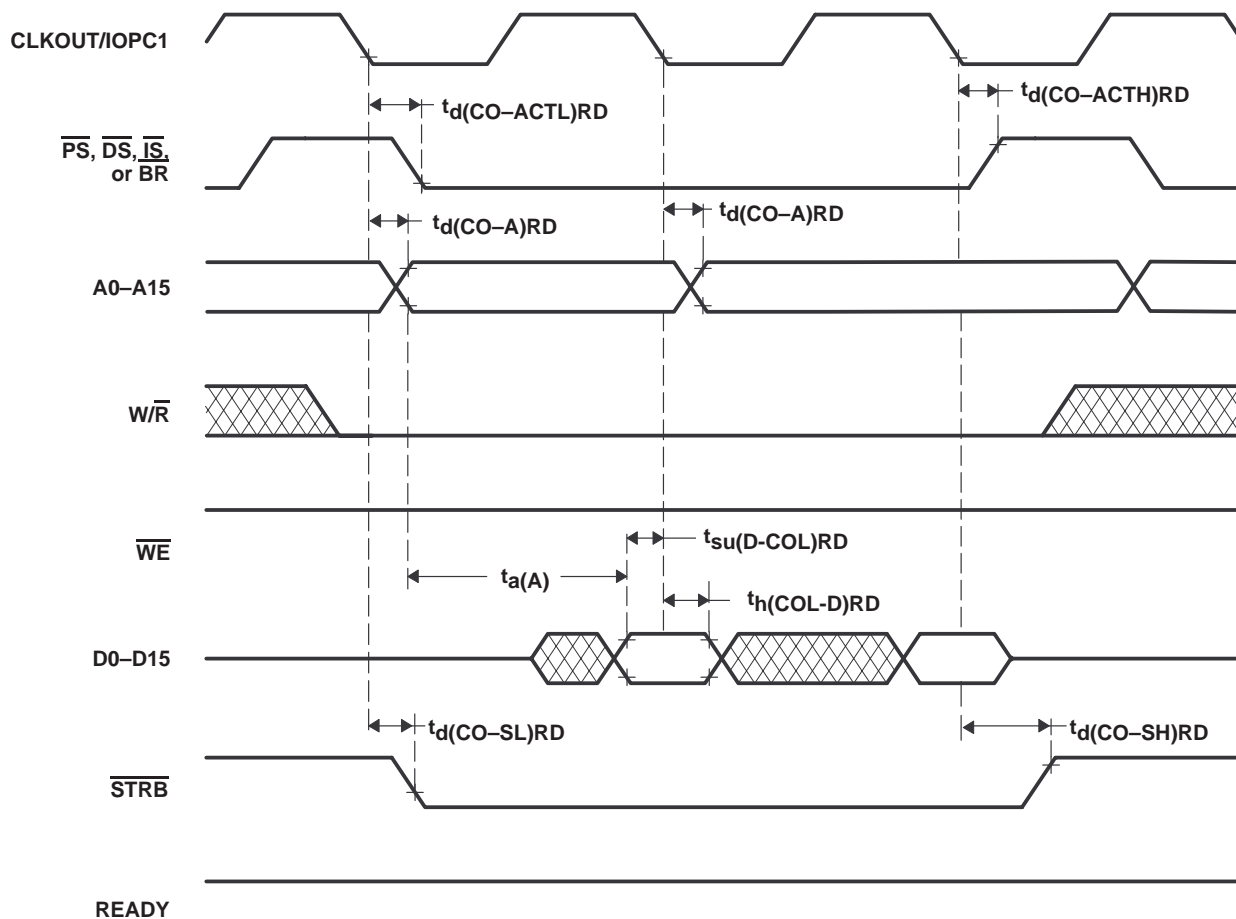 CLKOUT/IOPC1
td(CO–ACTL)RD
td(CO–ACTH)RD
PS, DS, IS,
or BR
td(CO–A)RD
td(CO–A)RD
A0–A15
W/R
WE
tsu(D-COL)RD
ta(A)
th(COL-D)RD
D0–D15
td(CO–SL)RD
td(CO–SH)RD
STRB
READY